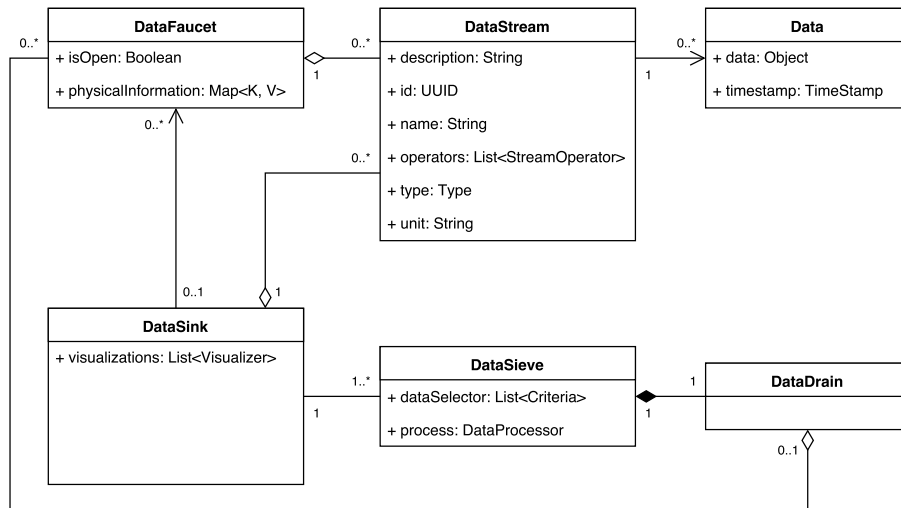 DataFaucet
+ isOpen: Boolean
+ physicalInformation: Map<K, V>
0..*
1
0..*
DataStream
+ description: String
+ id: UUID
+ name: String
+ operators: List<StreamOperator>
+ type: Type
+ unit: String
1
0..*
Data
+ data: Object
+ timestamp: TimeStamp
0..*
0..*
0..1
1
DataSink
+ visualizations: List<Visualizer>
1..*
1
DataSieve
+ dataSelector: List<Criteria>
+ process: DataProcessor
1
1
DataDrain
0..1